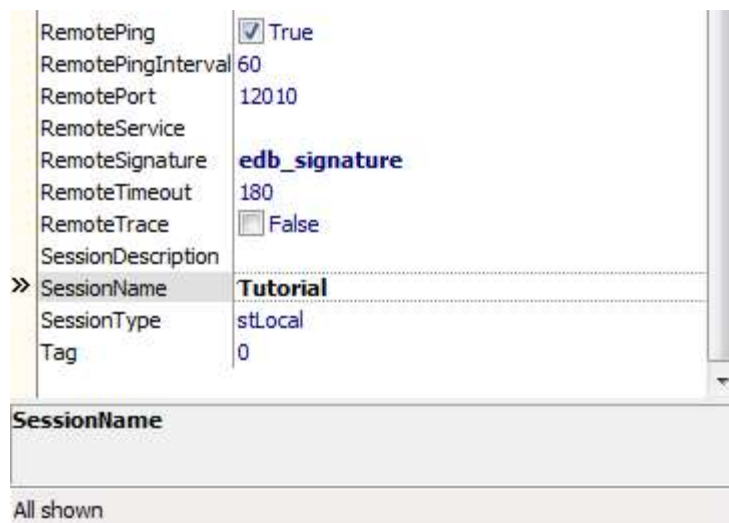 RemotePing True
RemotePingInterval 60
RemotePort 12010
RemoteService
RemoteSignature edb_signature
RemoteTimeout 180
RemoteTrace False
SessionDescription
» SessionName Tutorial
SessionType stLocal
Tag 0
SessionName
All shown